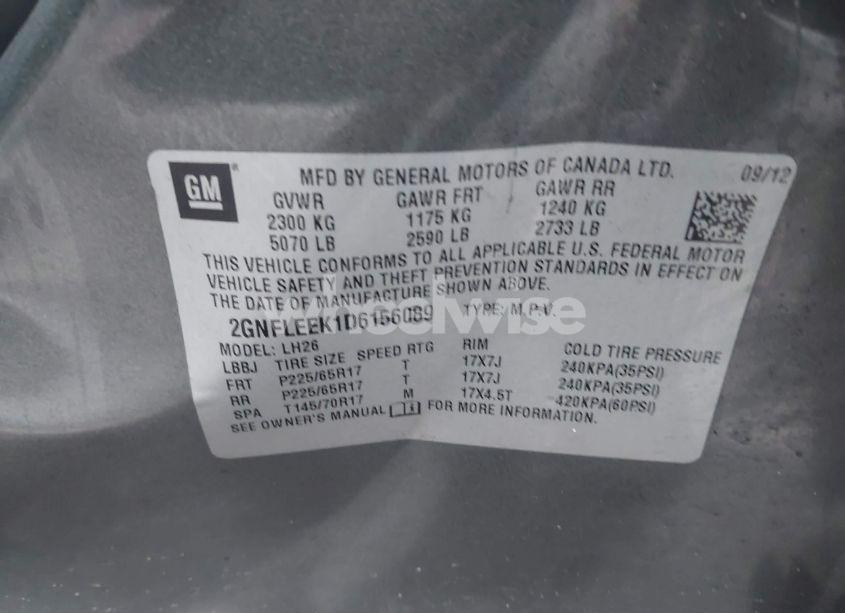 GM
MFD BY GENERAL MOTORS OF CANADA LTD. 09/12
GVWR GAWR FRT GAWR RR
2300 KG 1175 KG 1240 KG
5070 LB 2590 LB 2733 LB
THIS VEHICLE CONFORMS TO ALL APPLICABLE U.S. FEDERAL MOTOR
VEHICLE SAFETY AND THEFT PREVENTION STANDARDS IN EFFECT ON
THE DATE OF MANUFACTURE SHOWN ABOVE.
2GNFLEEK1D6156089 TYPE: M.P.V.
wheelwise
MODEL: LH26
LBBJ TIRE SIZE SPEED RTG RIM COLD TIRE PRESSURE
FRT P225/65R17 T 17X7J 240KPA(35PSI)
RR P225/65R17 T 17X7J 240KPA(35PSI)
SPA T145/70R17 M 17X4.5T 420KPA(60PSI)
SEE OWNER'S MANUAL FOR MORE INFORMATION.